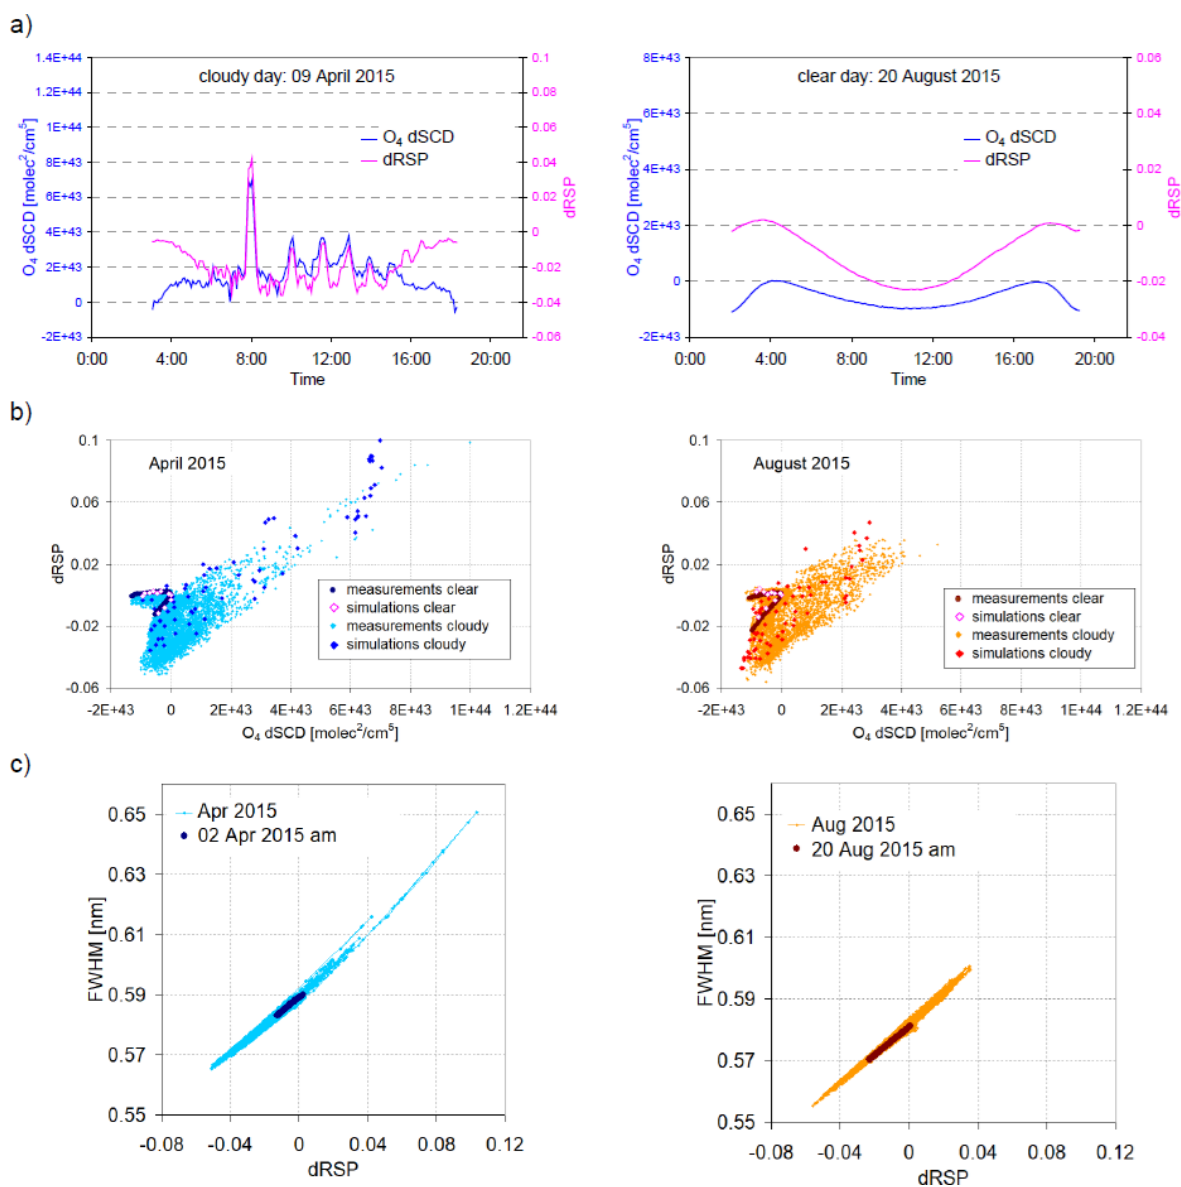 a)
cloudy day: 09 April 2015
O₄ dSCD
dRSP
1.4E+44
1.2E+44
1E+44
8E+43
6E+43
4E+43
2E+43
0
-2E+43
O₄ dSCD [molec²/cm⁵]
0.1
0.08
0.06
0.04
0.02
0
-0.02
-0.04
-0.06
dRSP
0:00 4:00 8:00 12:00 16:00 20:00
Time
clear day: 20 August 2015
O₄ dSCD
dRSP
8E+43
6E+43
4E+43
2E+43
0
-2E+43
O₄ dSCD [molec²/cm⁵]
0.06
0.04
0.02
0
-0.02
-0.04
dRSP
0:00 4:00 8:00 12:00 16:00 20:00
Time
b)
April 2015
0.1
0.06
0.02
-0.02
-0.06
dRSP
measurements clear
simulations clear
measurements cloudy
simulations cloudy
-2E+43 0 2E+43 4E+43 6E+43 8E+43 1E+44 1.2E+44
O₄ dSCD [molec²/cm⁵]
August 2015
0.1
0.06
0.02
-0.02
-0.06
dRSP
measurements clear
simulations clear
measurements cloudy
simulations cloudy
-2E+43 0 2E+43 4E+43 6E+43 8E+43 1E+44 1.2E+44
O₄ dSCD [molec²/cm⁵]
c)
Apr 2015
02 Apr 2015 am
0.65
0.63
0.61
0.59
0.57
0.55
FWHM [nm]
-0.08 -0.04 0 0.04 0.08 0.12
dRSP
Aug 2015
20 Aug 2015 am
0.65
0.63
0.61
0.59
0.57
0.55
FWHM [nm]
-0.08 -0.04 0 0.04 0.08 0.12
dRSP